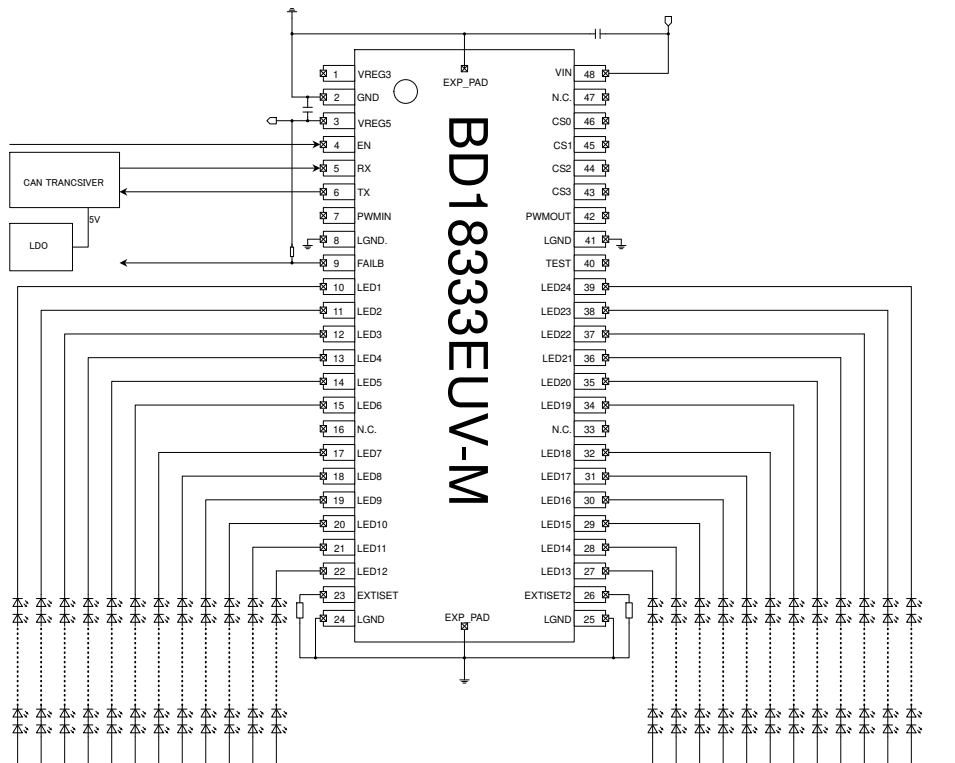 EXP_PAD
1 VREG3
2 GND
3 VREG5
4 EN
5 RX
6 TX
7 PWMIN
8 LGND.
9 FAILB
10 LED1
11 LED2
12 LED3
13 LED4
14 LED5
15 LED6
16 N.C.
17 LED7
18 LED8
19 LED9
20 LED10
21 LED11
22 LED12
23 EXTISET
24 LGND
CAN TRANCSIVER
5V
LDO
BD18333EUV-M
VIN 48
N.C. 47
CS0 46
CS1 45
CS2 44
CS3 43
PWMOUT 42
LGND 41
TEST 40
LED24 39
LED23 38
LED22 37
LED21 36
LED20 35
LED19 34
N.C. 33
LED18 32
LED17 31
LED16 30
LED15 29
LED14 28
LED13 27
EXTISET2 26
LGND 25
EXP_PAD